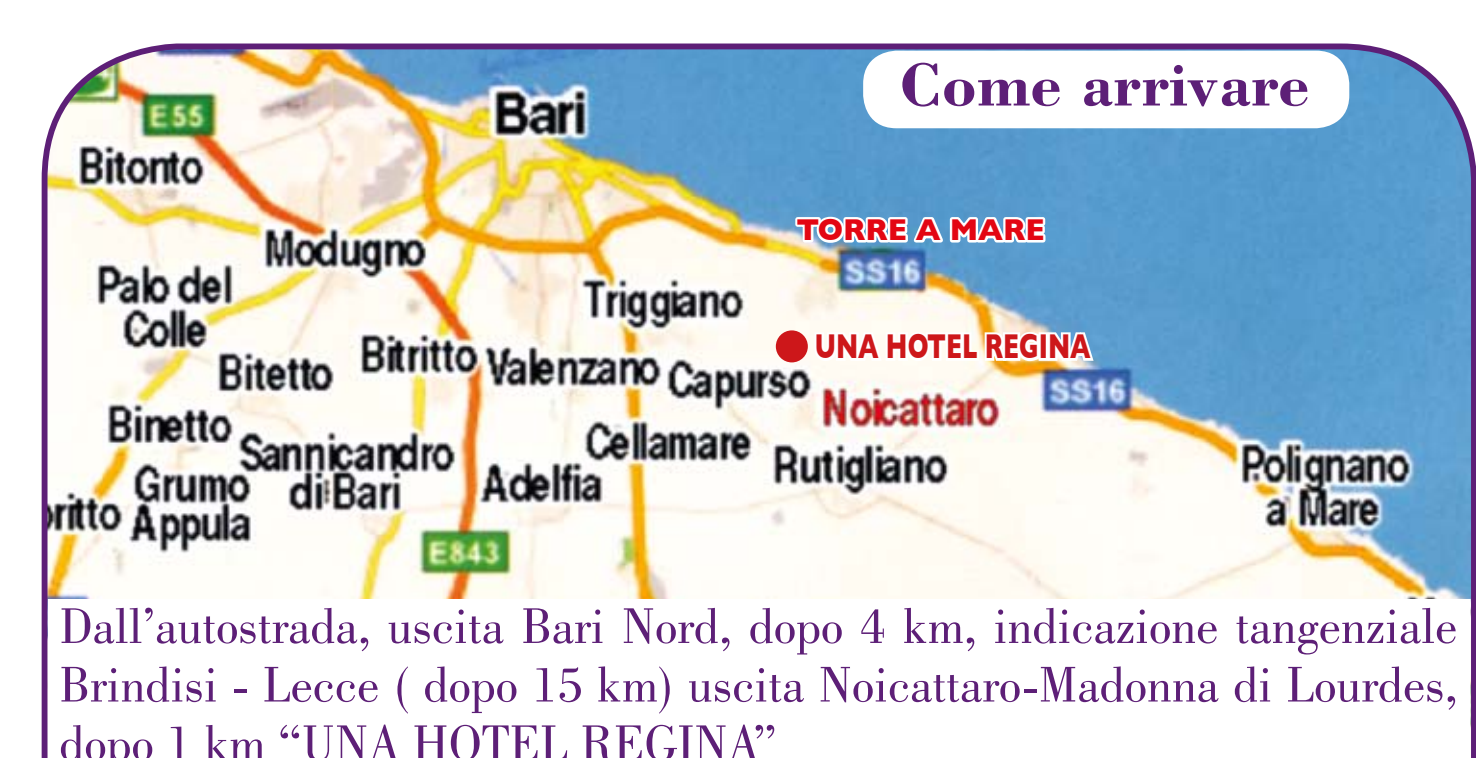 Come arrivare
Bari
E55
Bitonto
TORRE A MARE
Modugno
SS16
Palo del
Colle
Triggiano
UNA HOTEL REGINA
Bitritto
Valenzano
Bitetto
Capurso
SS16
Noicattaro
Binetto
Sannicandro
di Bari
Cellamare
Rutigliano
Polignano
a Mare
Grumo
Appula
Adelfia
ritto
E843
Dall’autostrada, uscita Bari Nord, dopo 4 km, indicazione tangenziale
Brindisi - Lecce ( dopo 15 km) uscita Noicattaro-Madonna di Lourdes,
dopo 1 km “UNA HOTEL REGINA”